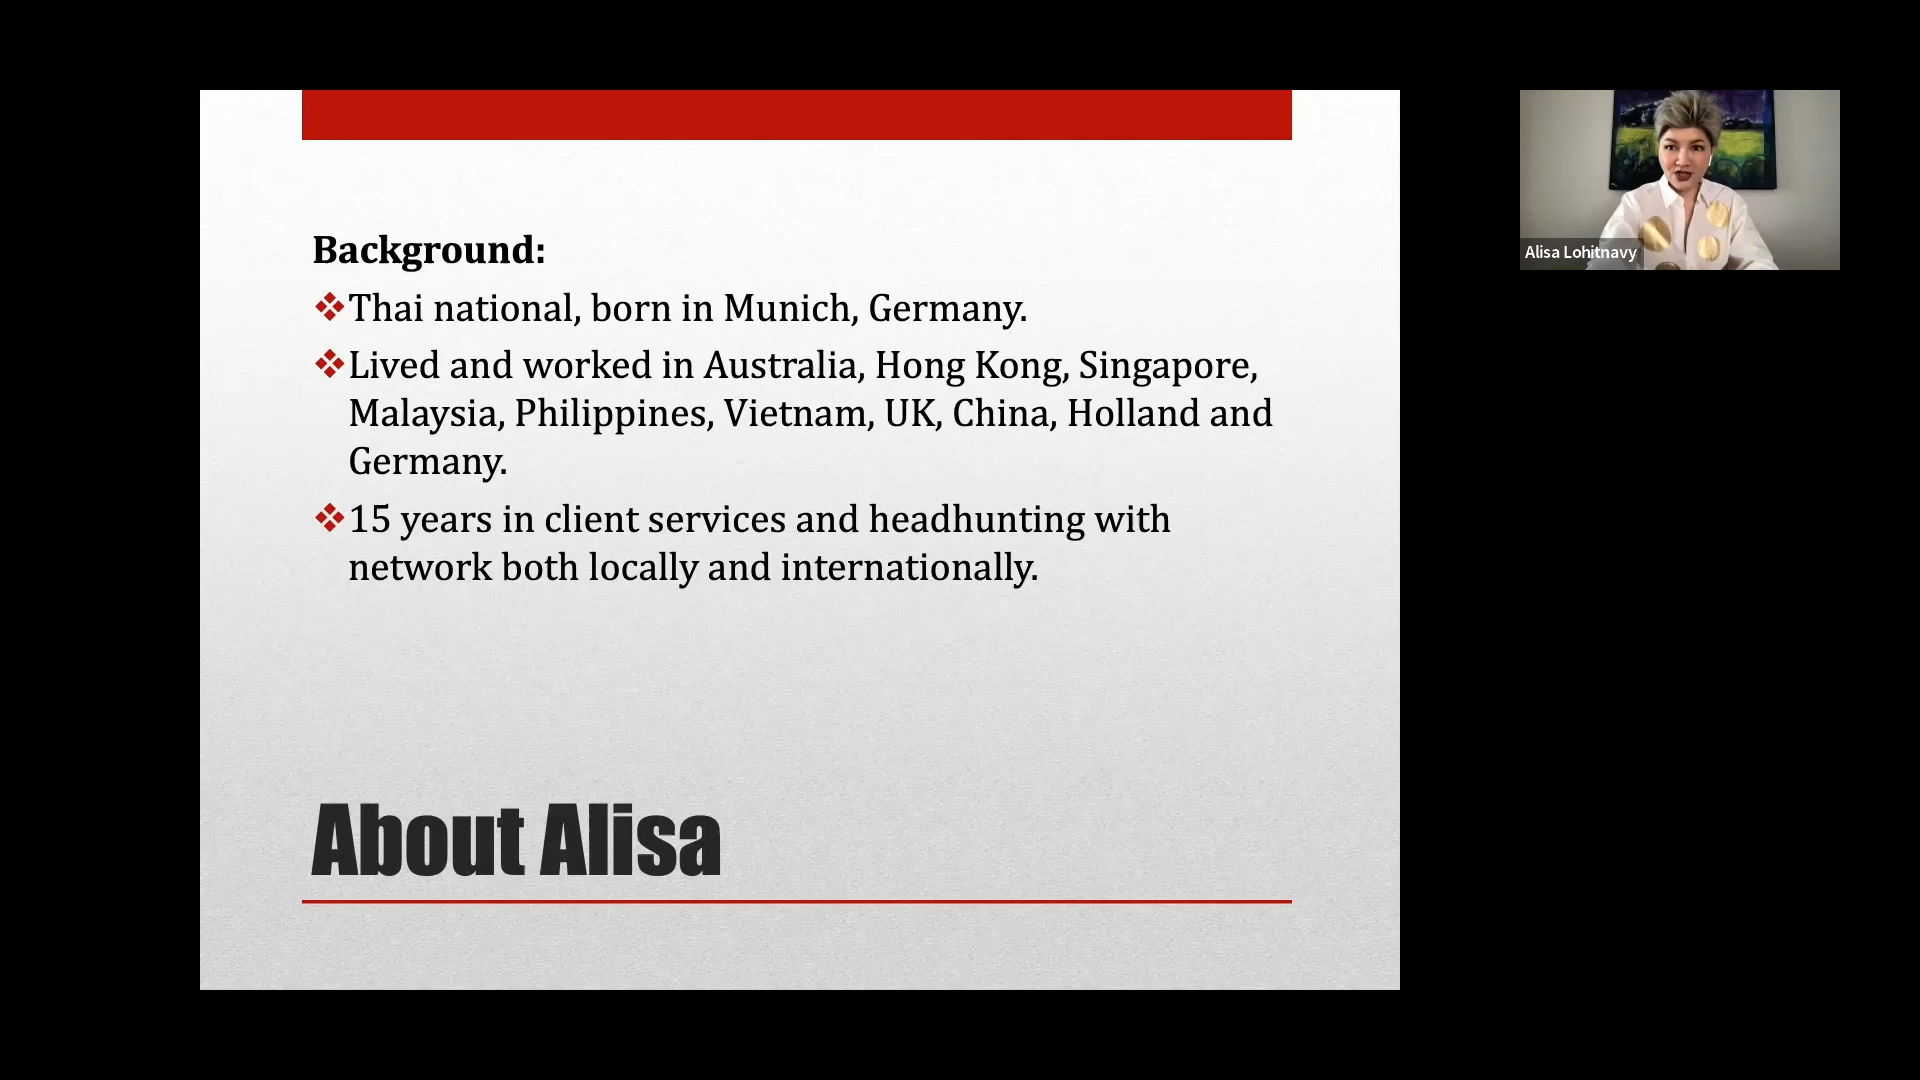 Background:
❖Thai national, born in Munich, Germany.
❖Lived and worked in Australia, Hong Kong, Singapore,
Malaysia, Philippines, Vietnam, UK, China, Holland and
Germany.
❖15 years in client services and headhunting with
network both locally and internationally.
About Alisa
Alisa Lohitnavy